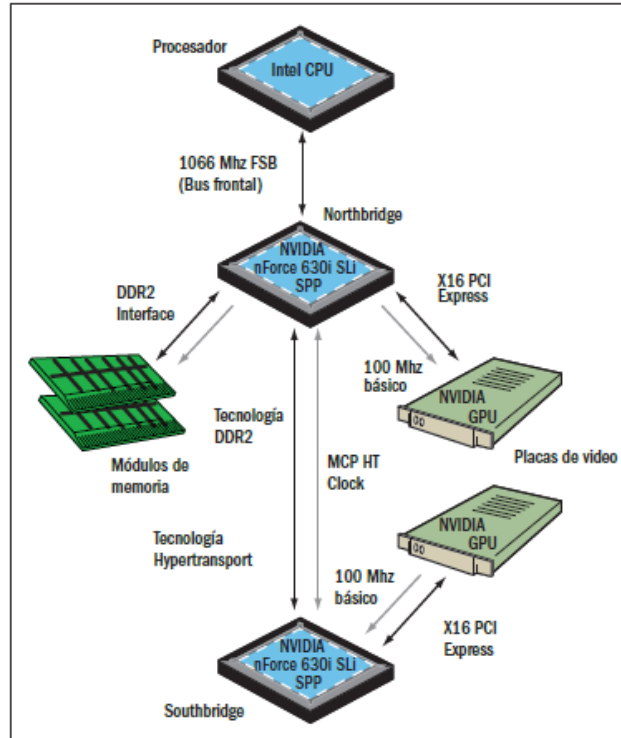 Procesador
Intel CPU
1066 Mhz FSB
(Bus frontal)
Northbridge
NVIDIA
nForce 630i SLi
SPP
DDR2
Interface
X16 PCI
Express
100 Mhz
básico
NVIDIA
GPU
Módulos de
memoria
Tecnología
DDR2
MCP HT
Clock
Placas de video
NVIDIA
GPU
Tecnología
Hypertransport
100 Mhz
básico
X16 PCI
Express
NVIDIA
nForce 630i SLi
SPP
Southbridge